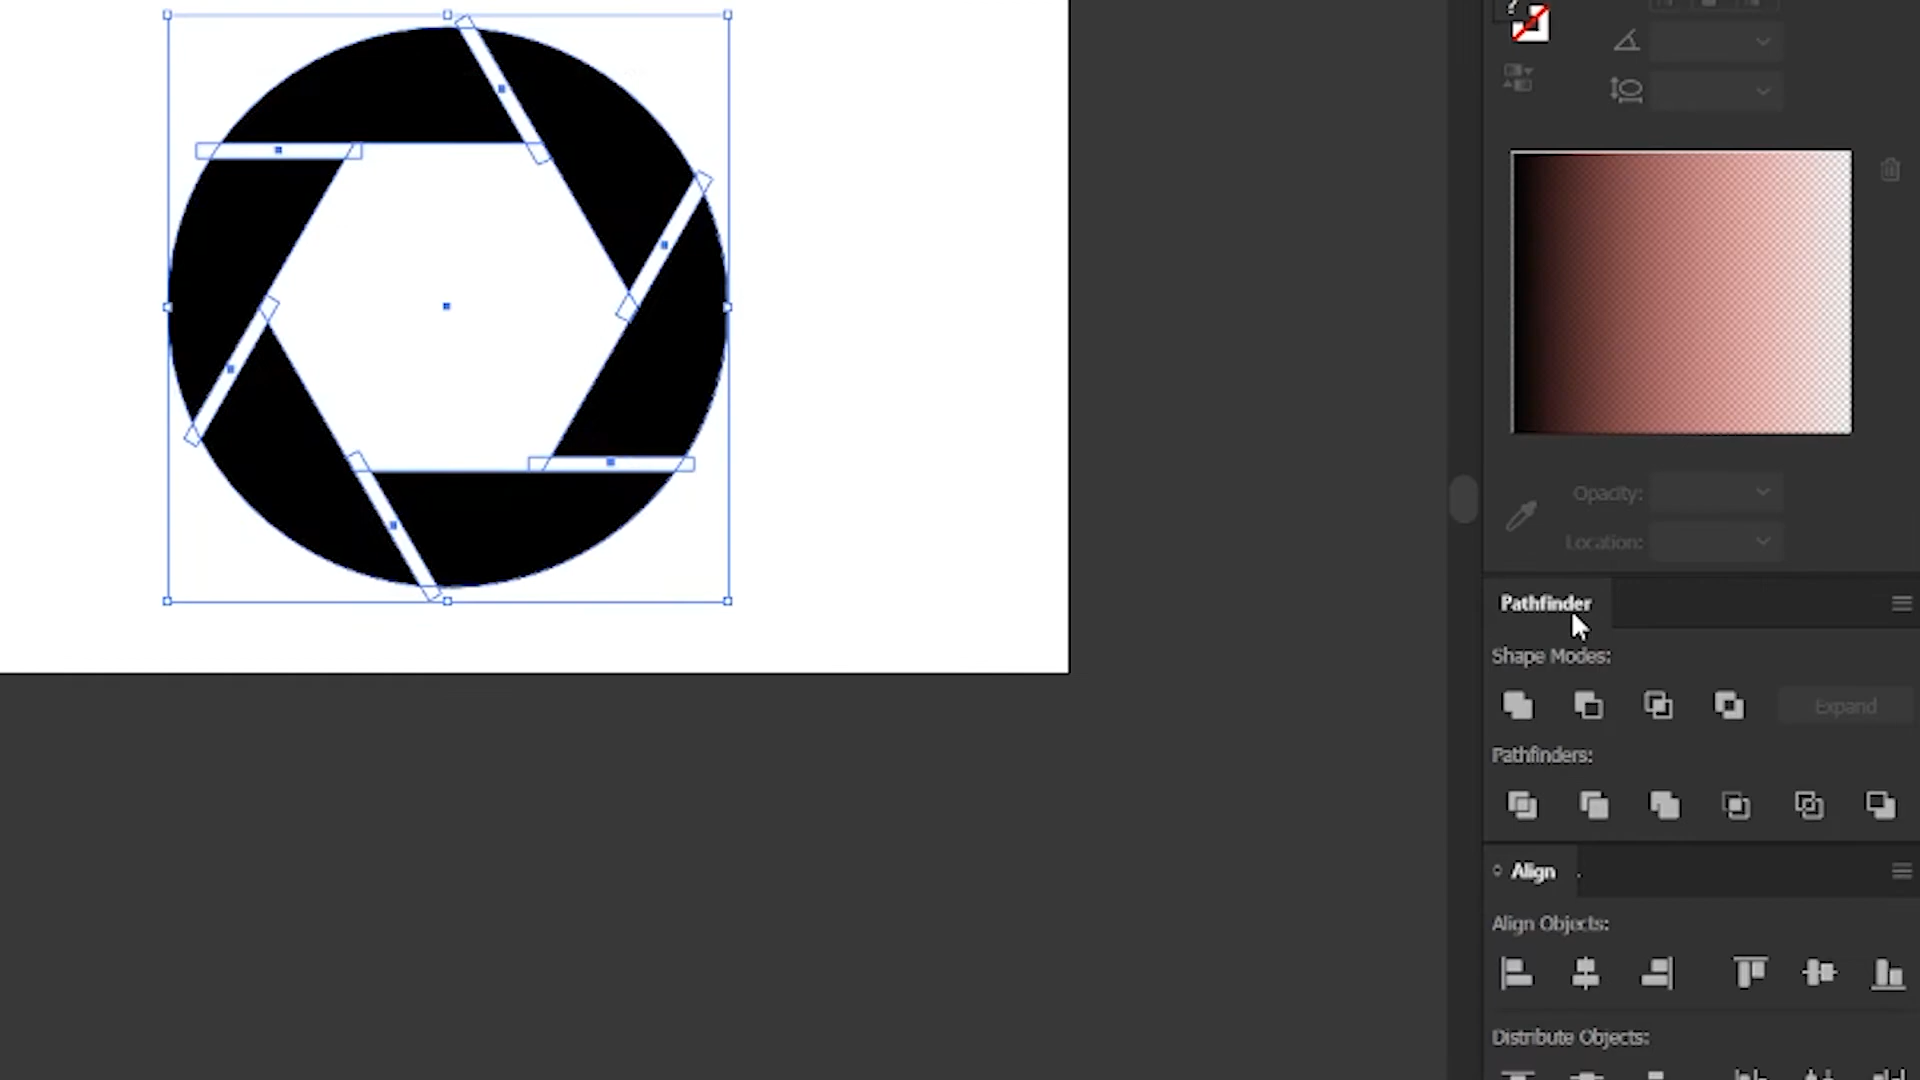 ?
Opacity:
Location:
Pathfinder
Shape Modes:
Expand
Pathfinders:
Align
Align Objects:
Distribute Objects: